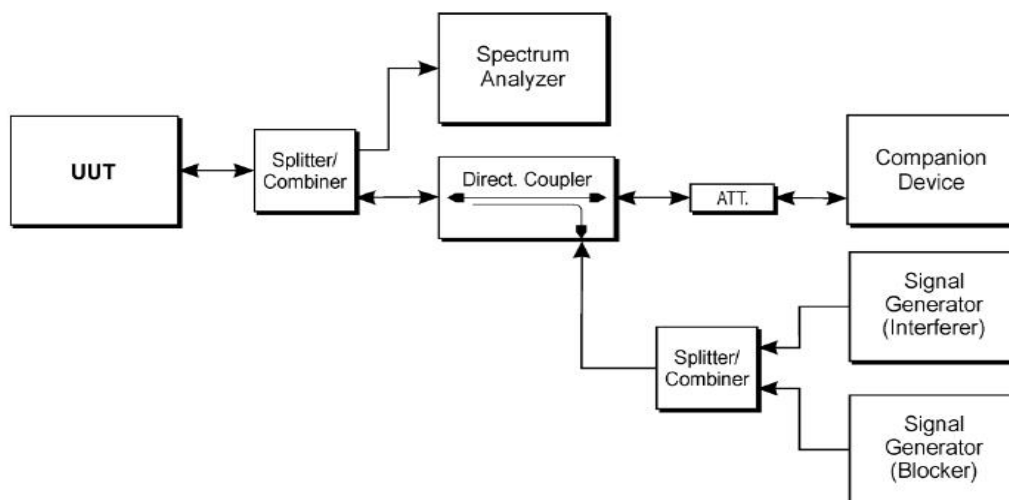 Spectrum
Analyzer
UUT
Splitter/
Combiner
Direct. Coupler
ATT.
Companion
Device
Signal
Generator
(Interferer)
Splitter/
Combiner
Signal
Generator
(Blocker)